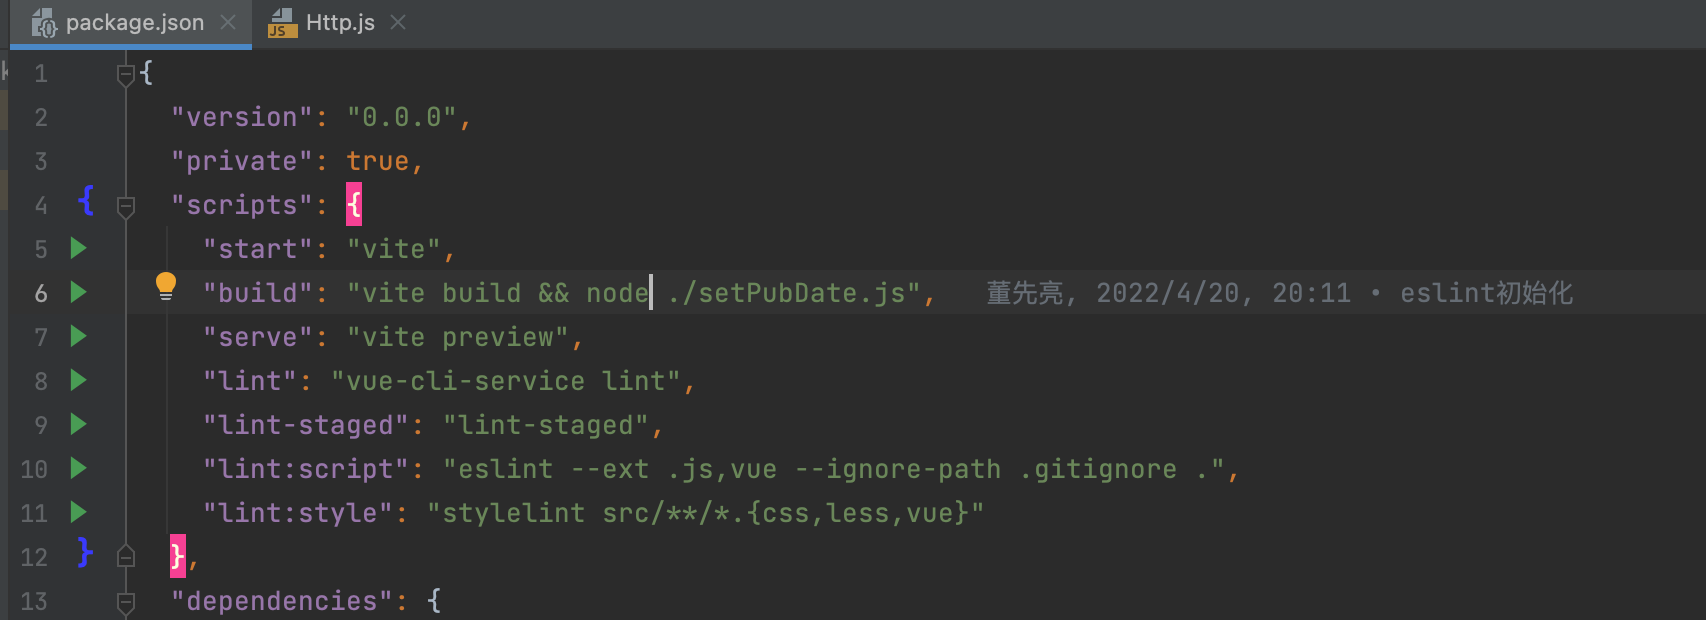 package.json Http.js
1 {
2 "version": "0.0.0",
3 "private": true,
4 "scripts": {
5 "start": "vite",
6 "build": "vite build && node ./setPubDate.js", 董先亮, 2022/4/20, 20:11 • eslint初始化
7 "serve": "vite preview",
8 "lint": "vue-cli-service lint",
9 "lint-staged": "lint-staged",
10 "lint:script": "eslint --ext .js,vue --ignore-path .gitignore .",
11 "lint:style": "stylelint src/**/*.{css,less,vue}"
12 },
13 "dependencies": {